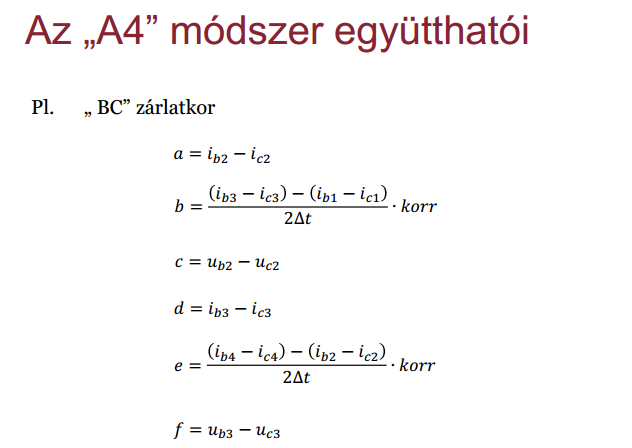 Az „A4” módszer együtthatói
Pl. „ BC” zárlatkor
a = i_{b2} − i_{c2}
b = \frac{(i_{b3} − i_{c3}) − (i_{b1} − i_{c1})}{2Δt} · korr
c = u_{b2} − u_{c2}
d = i_{b3} − i_{c3}
e = \frac{(i_{b4} − i_{c4}) − (i_{b2} − i_{c2})}{2Δt} · korr
f = u_{b3} − u_{c3}